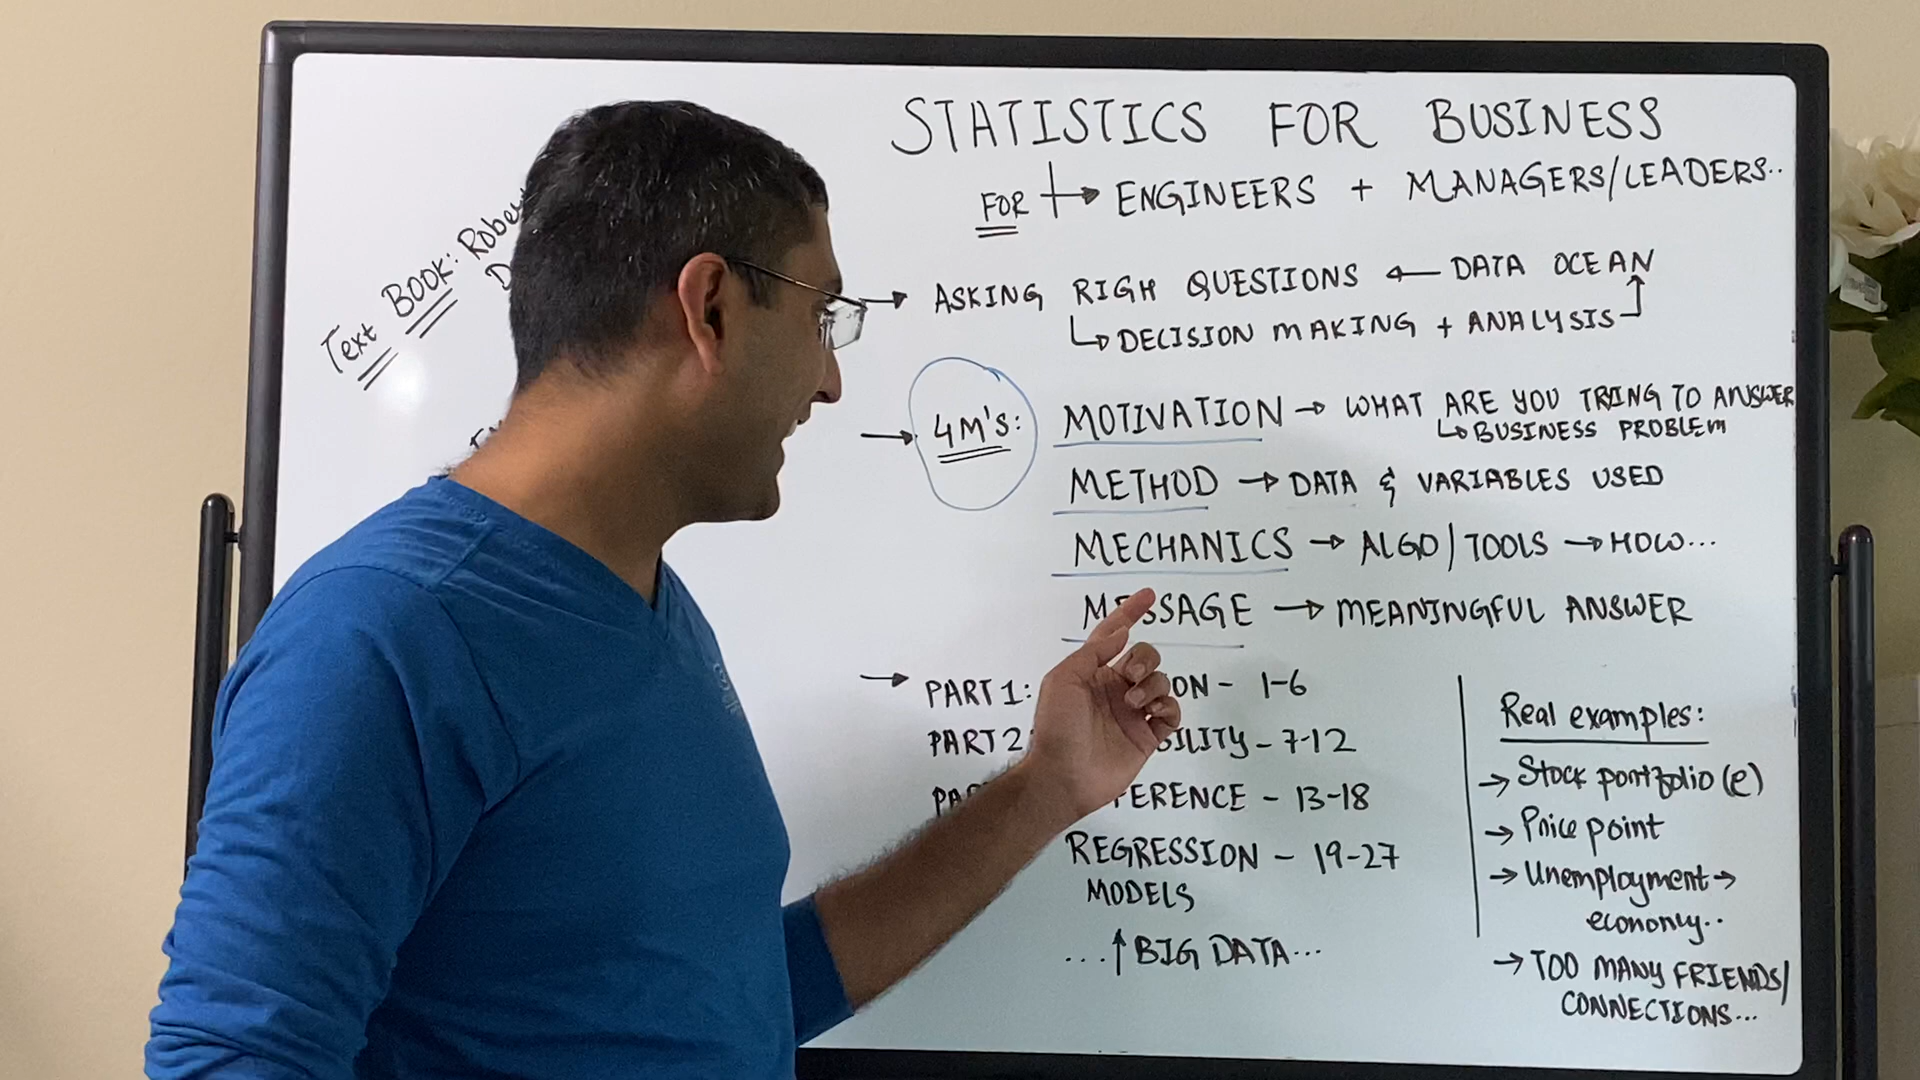 STATISTICS FOR BUSINESS
FOR → ENGINEERS + MANAGERS/LEADERS..
Text BOOK:
→ ASKING RIGH QUESTIONS ← DATA OCEAN
↳ DECISION MAKING + ANALYSIS
→ 4M'S: MOTIVATION → WHAT ARE YOU TRING TO ANSWER
↳ BUSINESS PROBLEM
METHOD → DATA & VARIABLES USED
MECHANICS → ALGO/TOOLS → HOW...
MESSAGE → MEANINGFUL ANSWER
→ PART 1: ON - 1-6
PART 2 ILITY - 7-12
PA ERENCE - 13-18
REGRESSION - 19-27
MODELS
... ↑ BIG DATA...
Real examples:
→ Stock portfolio (e)
→ Price point
→ Unemployment →
economy..
→ TOO MANY FRIENDS/
CONNECTIONS...